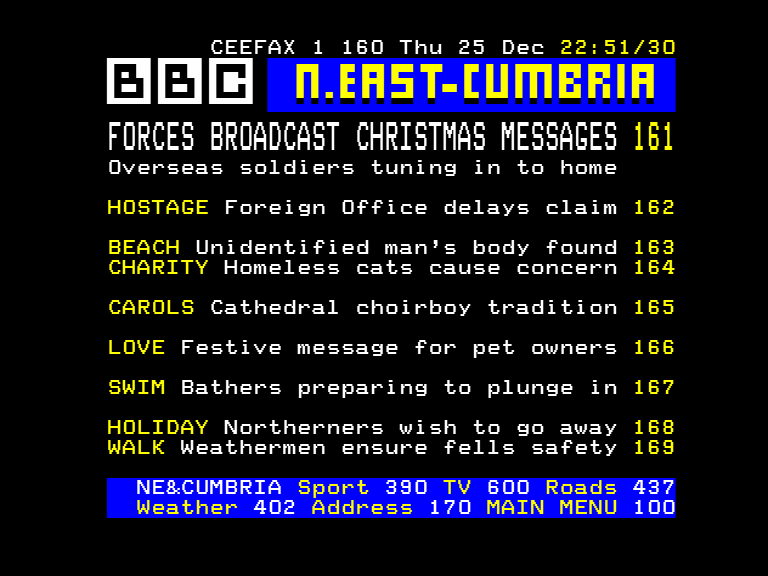 CEEFAX 1 160 Thu 25 Dec 22:51/30
BBC N.EAST-CUMBRIA
FORCES BROADCAST CHRISTMAS MESSAGES 161
Overseas soldiers tuning in to home
HOSTAGE Foreign Office delays claim 162
BEACH Unidentified man's body found 163
CHARITY Homeless cats cause concern 164
CAROLS Cathedral choirboy tradition 165
LOVE Festive message for pet owners 166
SWIM Bathers preparing to plunge in 167
HOLIDAY Northerners wish to go away 168
WALK Weathermen ensure fells safety 169
NE&CUMBRIA Sport 390 TV 600 Roads 437
Weather 402 Address 170 MAIN MENU 100